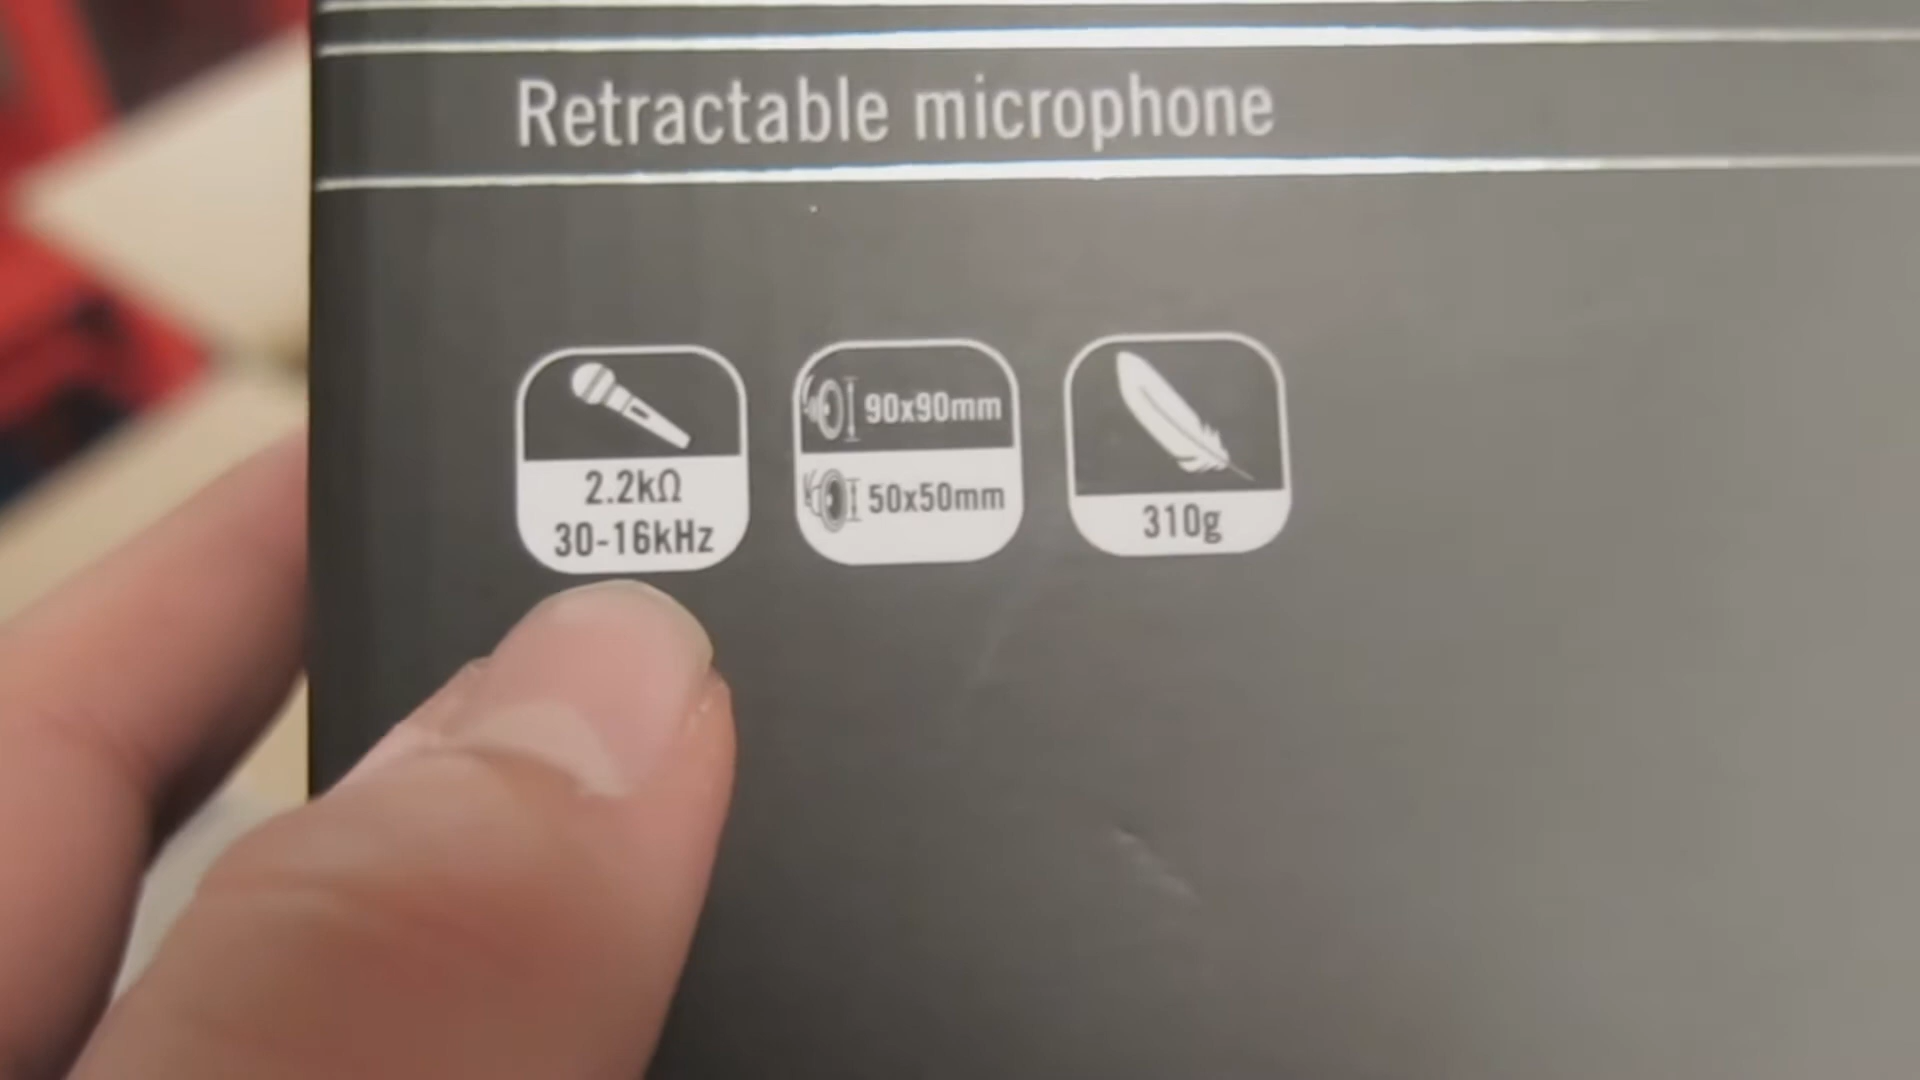 Retractable microphone
2.2kΩ
30-16kHz
90x90mm
50x50mm
310g